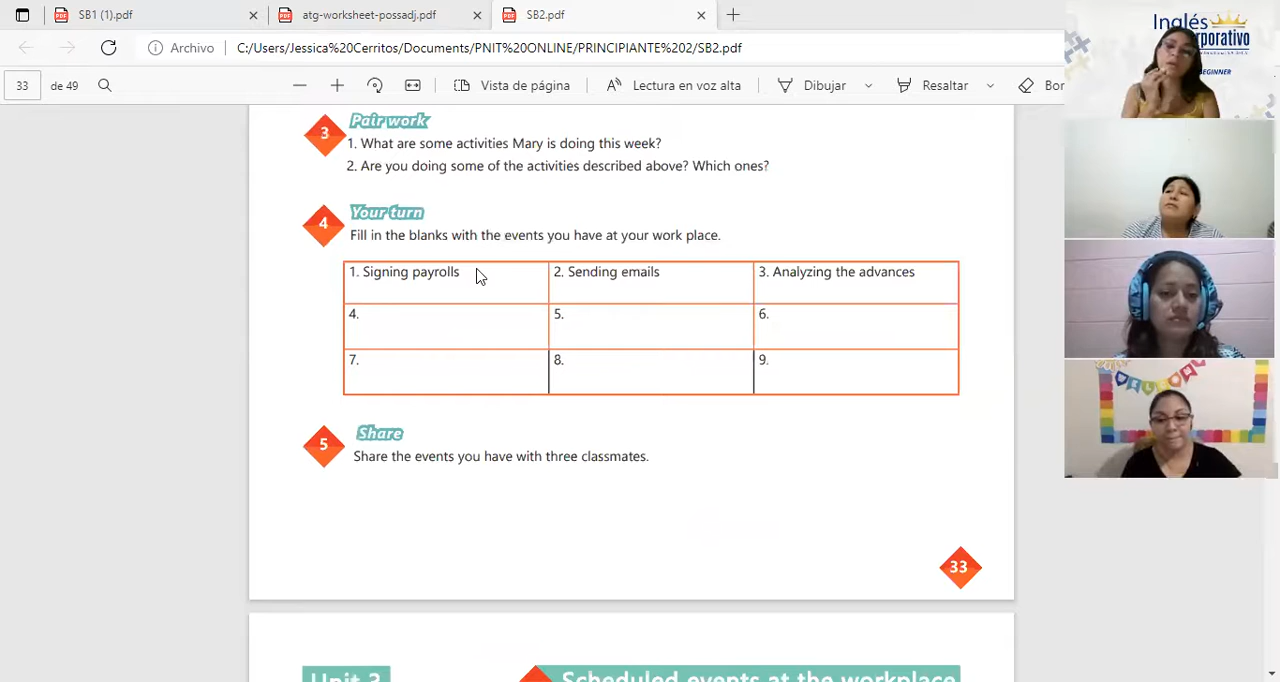 SB1 (1).pdf
atg-worksheet-possadj.pdf
SB2.pdf
Archivo
C:/Users/Jessica%20Cerritos/Documents/PNIT%20ONLINE/PRINCIPIANTE%202/SB2.pdf
33 de 49
Vista de página
Lectura en voz alta
Dibujar
Resaltar
Bor
Inglés
rporativo
BEGINNER
3 Pair work
1. What are some activities Mary is doing this week?
2. Are you doing some of the activities described above? Which ones?
4 Your turn
Fill in the blanks with the events you have at your work place.
1. Signing payrolls
2. Sending emails
3. Analyzing the advances
4.
5.
6.
7.
8.
9.
5 Share
Share the events you have with three classmates.
33
Unit 3
Scheduled events at the workplace